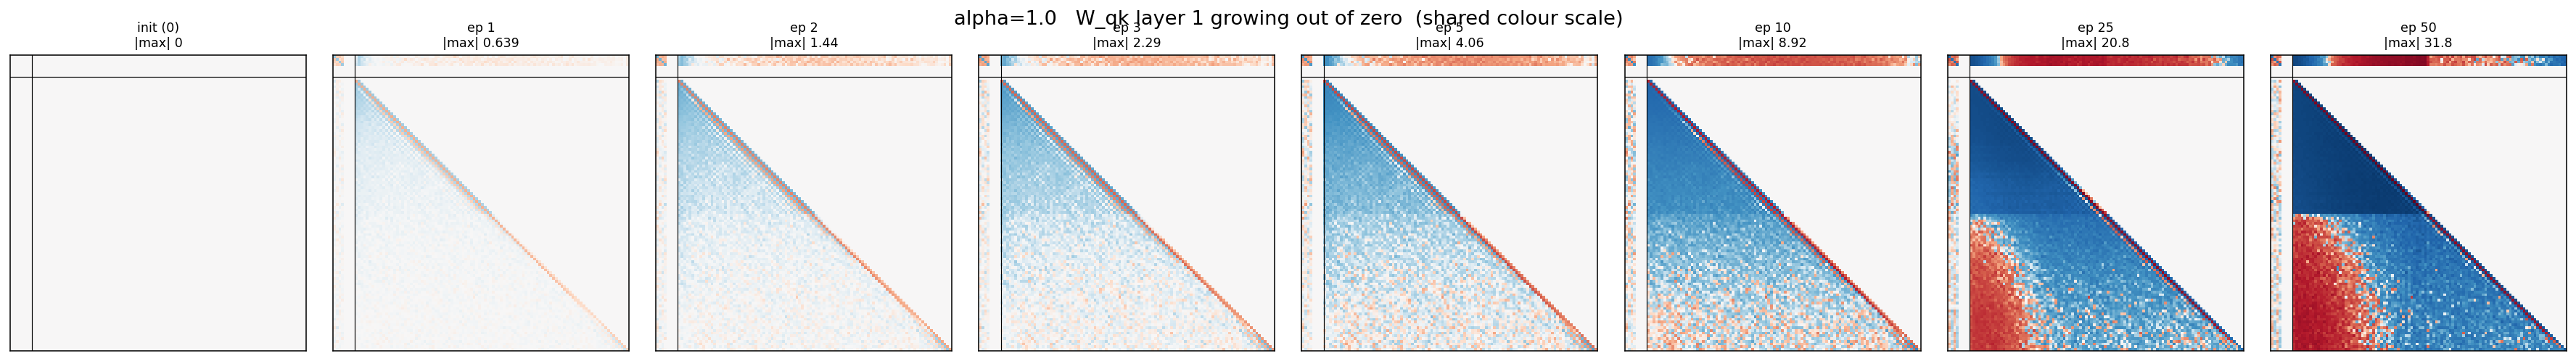 alpha=1.0   W_qk layer 1 growing out of zero  (shared colour scale)
init (0)
|max| 0
ep 1
|max| 0.639
ep 2
|max| 1.44
ep 3
|max| 2.29
ep 5
|max| 4.06
ep 10
|max| 8.92
ep 25
|max| 20.8
ep 50
|max| 31.8